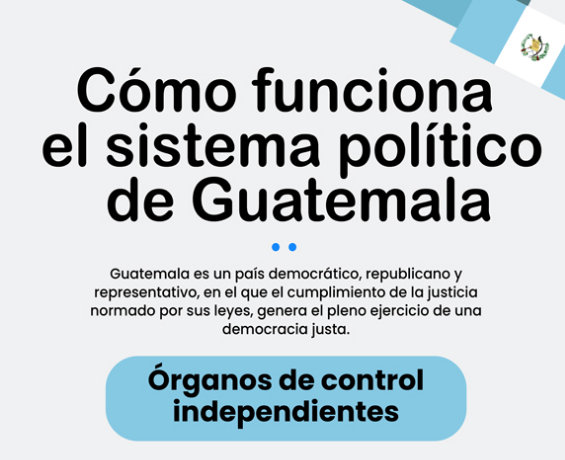 Cómo funciona
el sistema político
de Guatemala
Guatemala es un país democrático, republicano y
representativo, en el que el cumplimiento de la justicia
normado por sus leyes, genera el pleno ejercicio de una
democracia justa.
Órganos de control
independientes